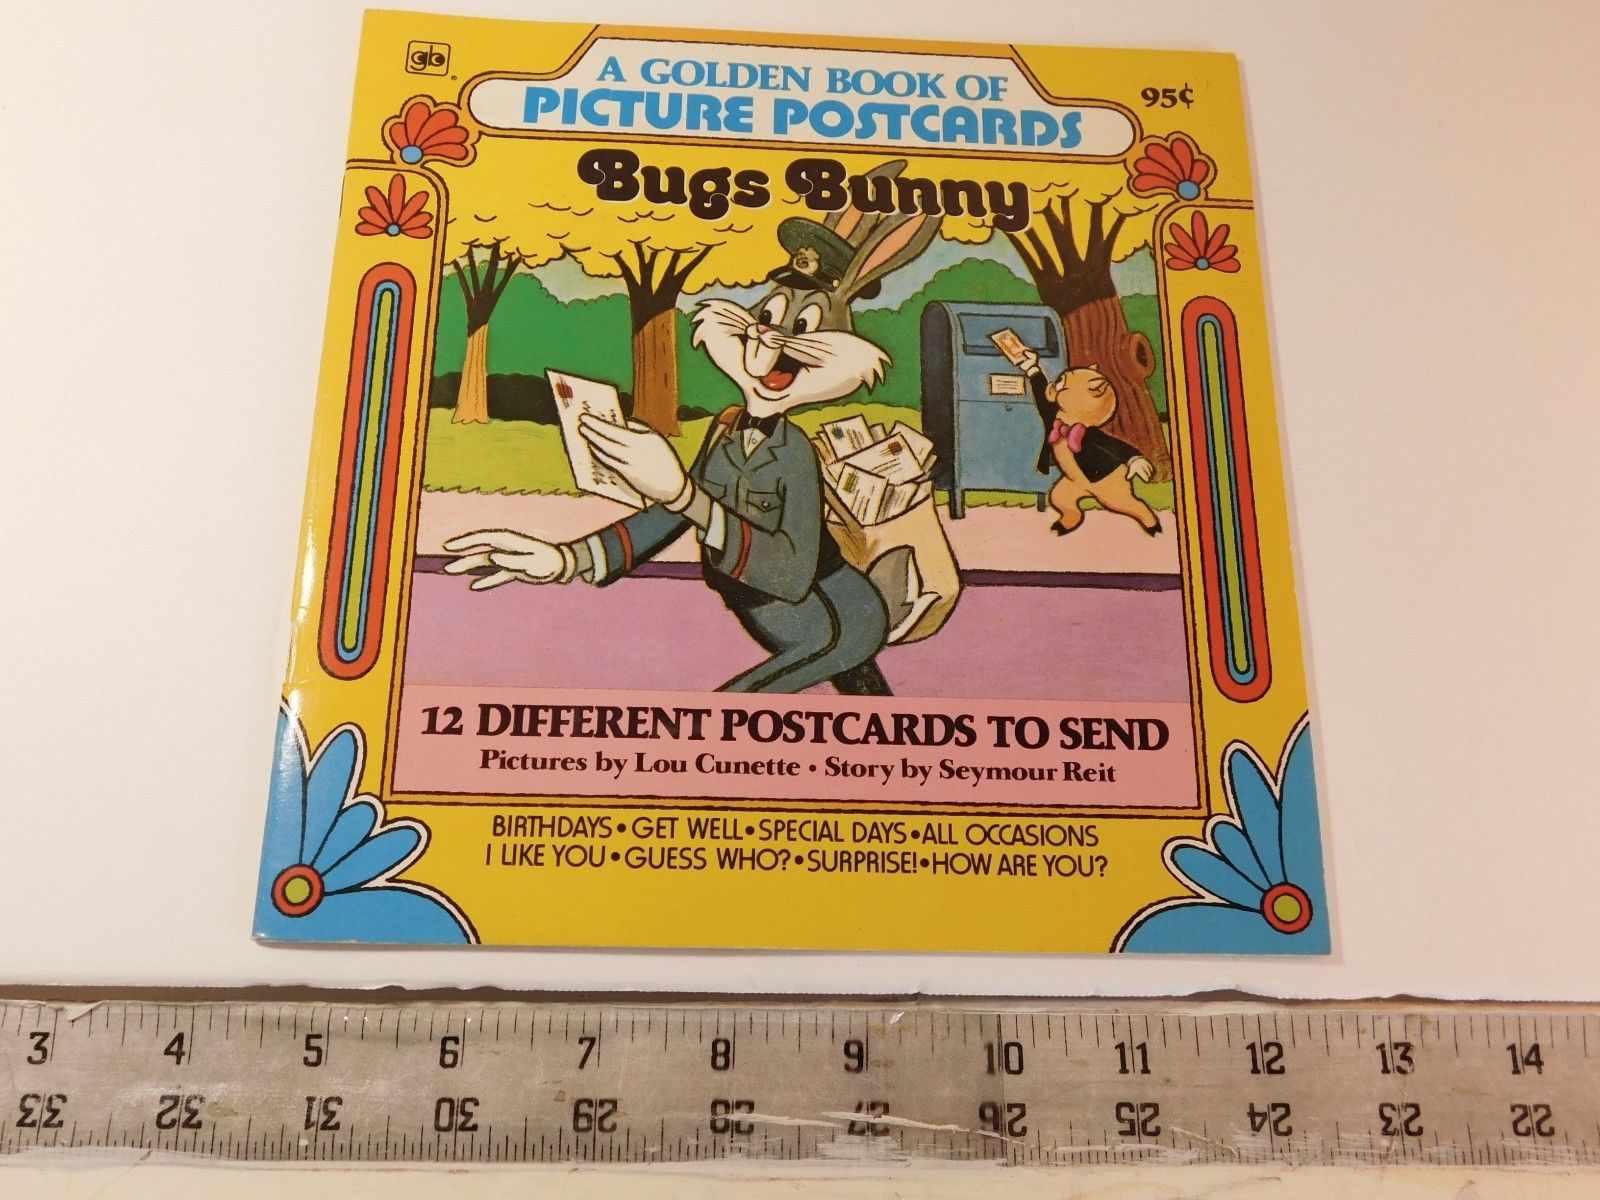 gb
A GOLDEN BOOK OF
PICTURE POSTCARDS
95¢
Bugs Bunny
12 DIFFERENT POSTCARDS TO SEND
Pictures by Lou Cunette • Story by Seymour Reit
BIRTHDAYS • GET WELL • SPECIAL DAYS • ALL OCCASIONS
I LIKE YOU • GUESS WHO? • SURPRISE! • HOW ARE YOU?
3 4 5 6 7 8 9 10 11 12 13 14
33 32 31 30 29 28 27 26 25 24 23 22